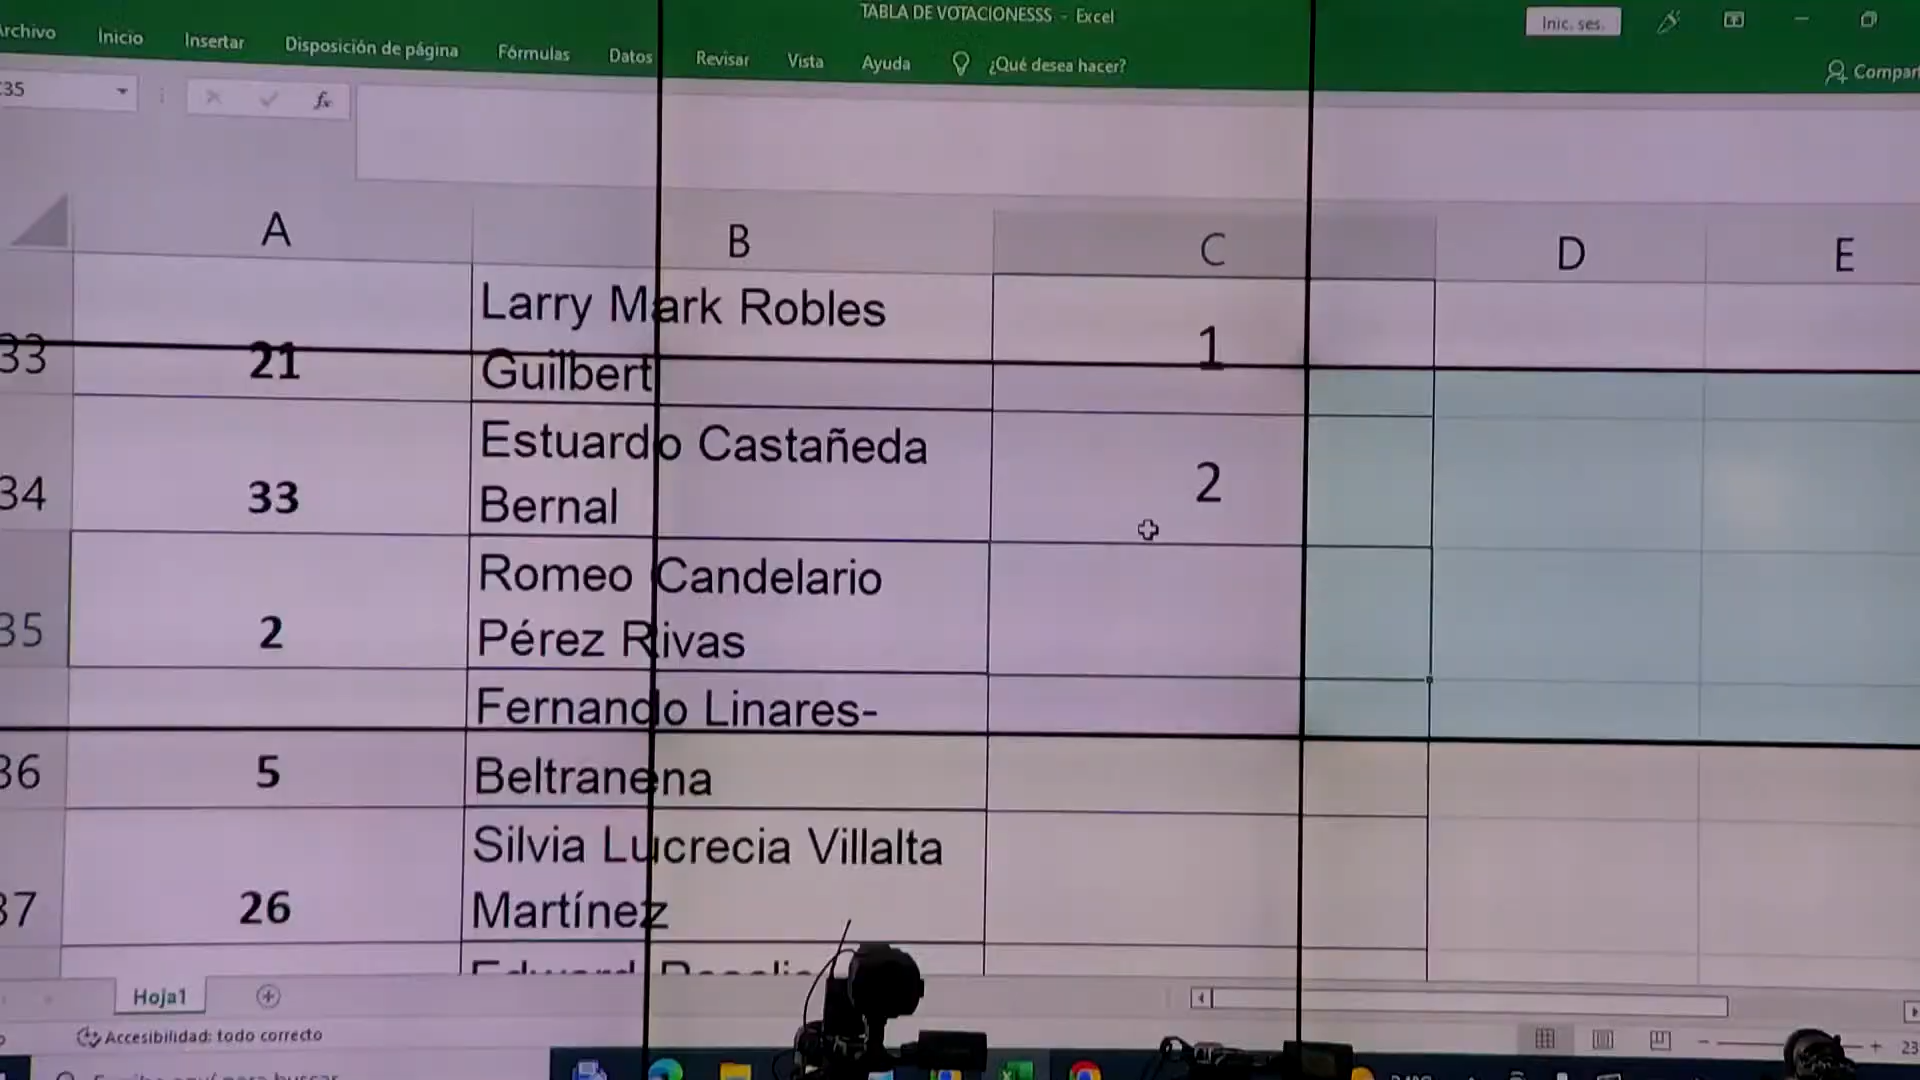 TABLA DE VOTACIONESSS - Excel
Inic. ses.
Archivo Inicio Insertar Disposición de página Fórmulas Datos Revisar Vista Ayuda ¿Qué desea hacer?
Compar
35
fx
A B C D E
Larry Mark Robles
33 21 Guilbert 1
Estuardo Castañeda
34 33 Bernal 2
Romeo Candelario
35 2 Pérez Rivas
Fernando Linares-
36 5 Beltranena
Silvia Lucrecia Villalta
37 26 Martínez
Hoja1
Accesibilidad: todo correcto
23